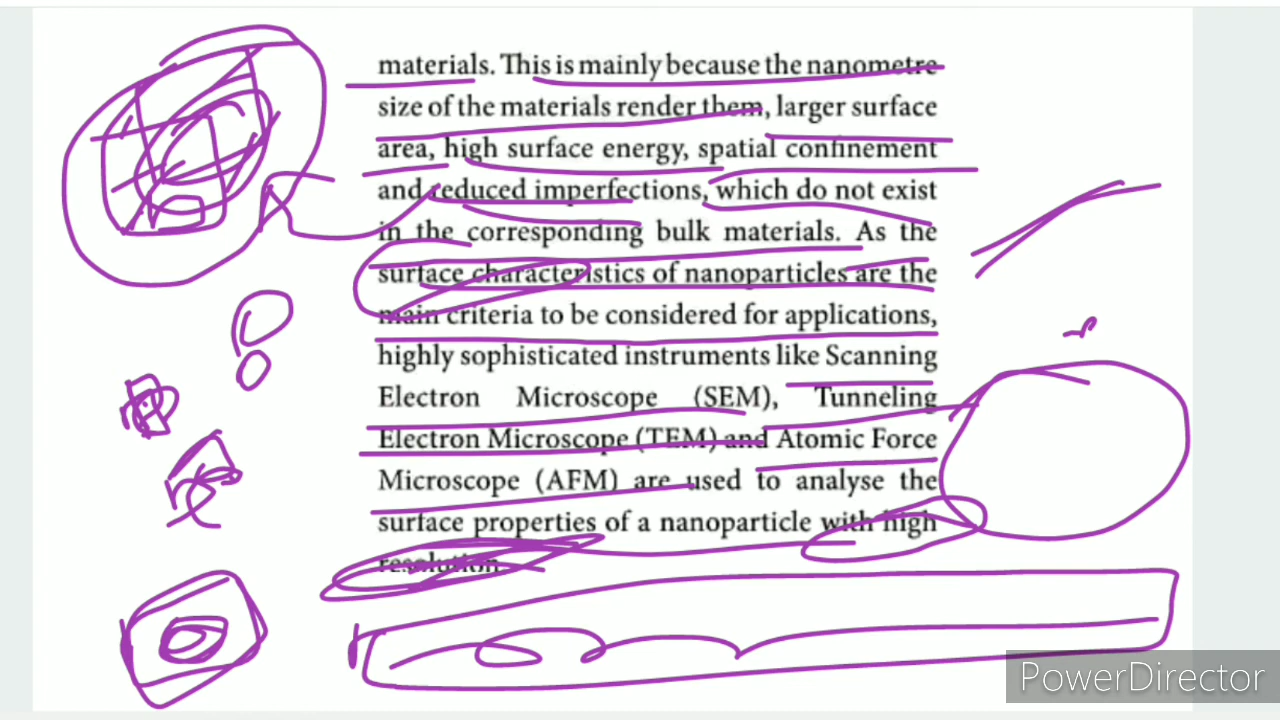 materials. This is mainly because the nanometre
size of the materials render them, larger surface
area, high surface energy, spatial confinement
and reduced imperfections, which do not exist
in the corresponding bulk materials. As the
surface characteristics of nanoparticles are the
main criteria to be considered for applications,
highly sophisticated instruments like Scanning
Electron Microscope (SEM), Tunneling
Electron Microscope (TEM) and Atomic Force
Microscope (AFM) are used to analyse the
surface properties of a nanoparticle with high
resolution.
PowerDirector